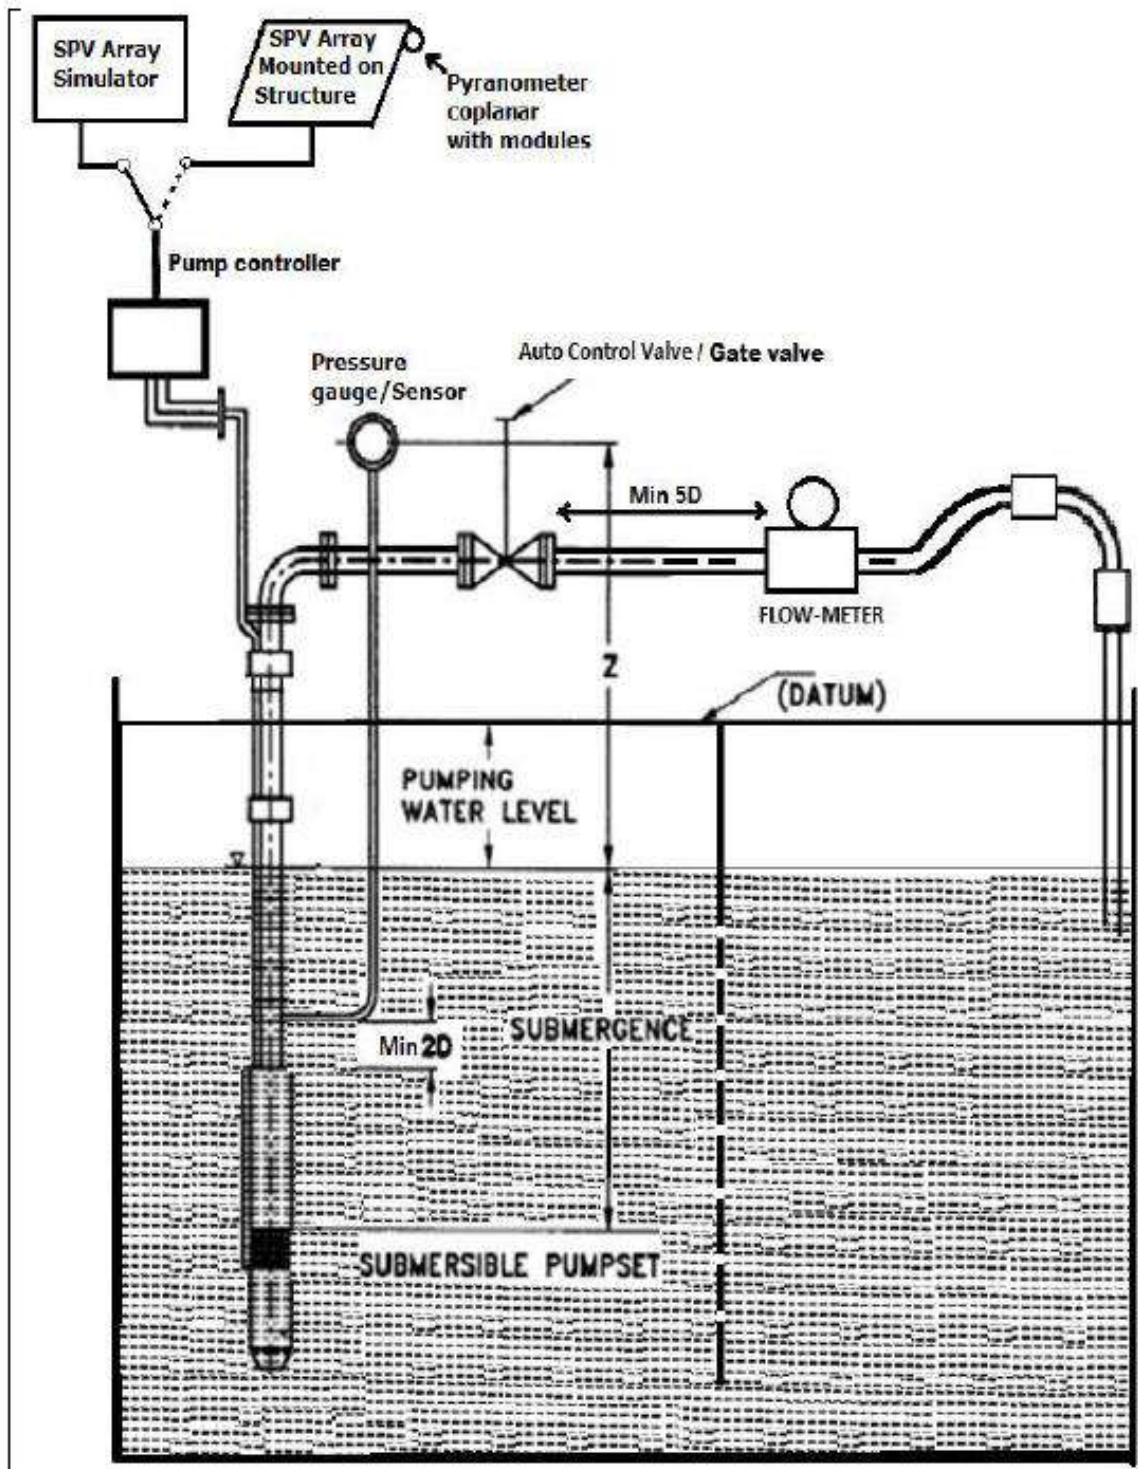 SPV Array
Simulator
SPV Array
Mounted on
Structure
Pyranometer
coplanar
with modules
Pump controller
Pressure
gauge/Sensor
Auto Control Valve / Gate valve
Min 5D
FLOW-METER
Z
(DATUM)
PUMPING
WATER LEVEL
SUBMERGENCE
Min 2D
SUBMERSIBLE PUMPSET